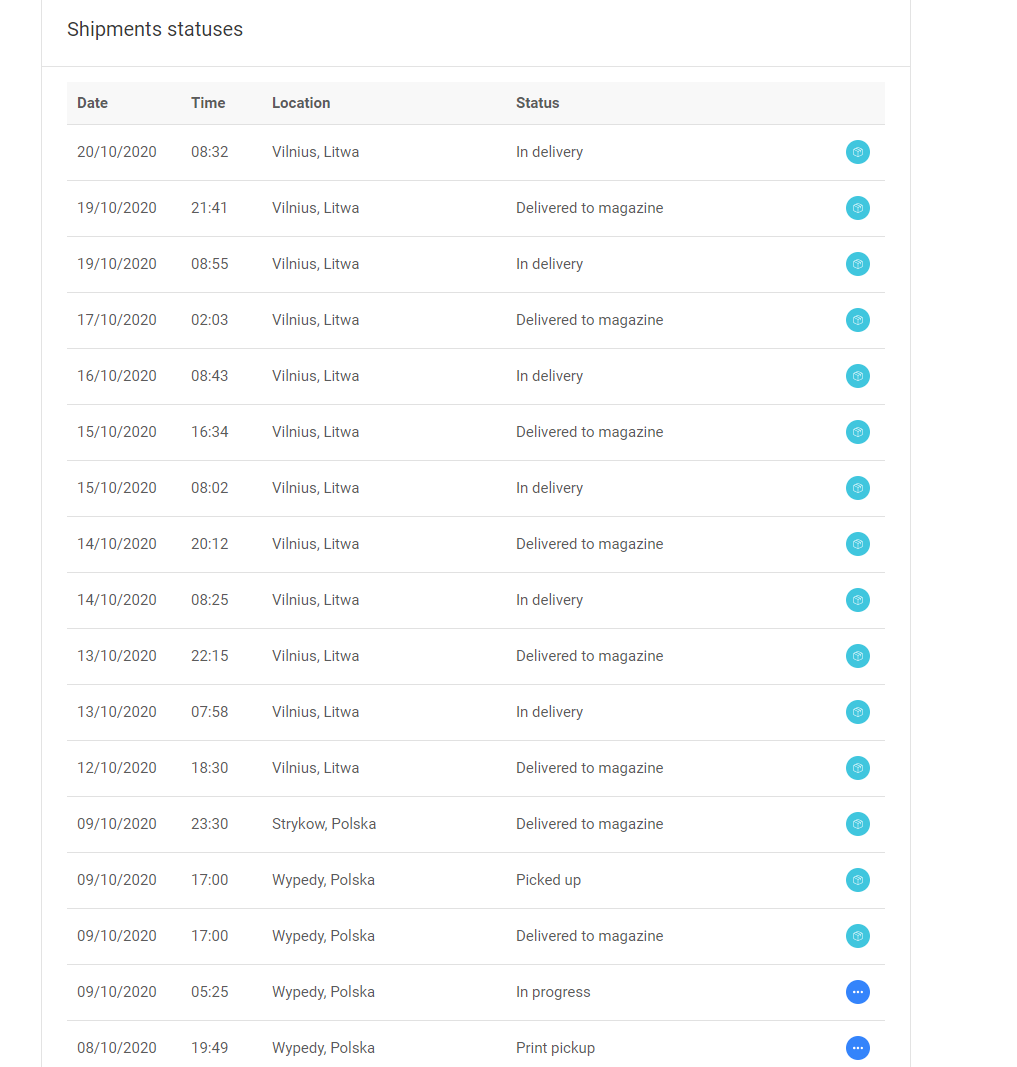 Shipments statuses
Date Time Location Status
20/10/2020 08:32 Vilnius, Litwa In delivery
19/10/2020 21:41 Vilnius, Litwa Delivered to magazine
19/10/2020 08:55 Vilnius, Litwa In delivery
17/10/2020 02:03 Vilnius, Litwa Delivered to magazine
16/10/2020 08:43 Vilnius, Litwa In delivery
15/10/2020 16:34 Vilnius, Litwa Delivered to magazine
15/10/2020 08:02 Vilnius, Litwa In delivery
14/10/2020 20:12 Vilnius, Litwa Delivered to magazine
14/10/2020 08:25 Vilnius, Litwa In delivery
13/10/2020 22:15 Vilnius, Litwa Delivered to magazine
13/10/2020 07:58 Vilnius, Litwa In delivery
12/10/2020 18:30 Vilnius, Litwa Delivered to magazine
09/10/2020 23:30 Strykow, Polska Delivered to magazine
09/10/2020 17:00 Wypedy, Polska Picked up
09/10/2020 17:00 Wypedy, Polska Delivered to magazine
09/10/2020 05:25 Wypedy, Polska In progress
08/10/2020 19:49 Wypedy, Polska Print pickup